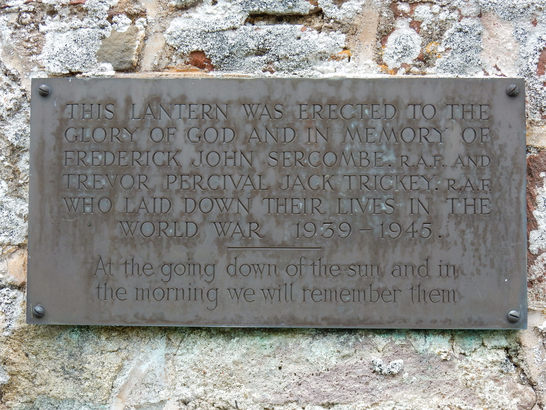 THIS LANTERN WAS ERECTED TO THE
GLORY OF GOD AND IN MEMORY OF
FREDERICK JOHN SERCOMBE. R.A.F. AND
TREVOR PERCIVAL JACK TRICKEY. R.A.F.
WHO LAID DOWN THEIR LIVES IN THE
WORLD WAR 1939-1945.
At the going down of the sun and in
the morning we will remember them